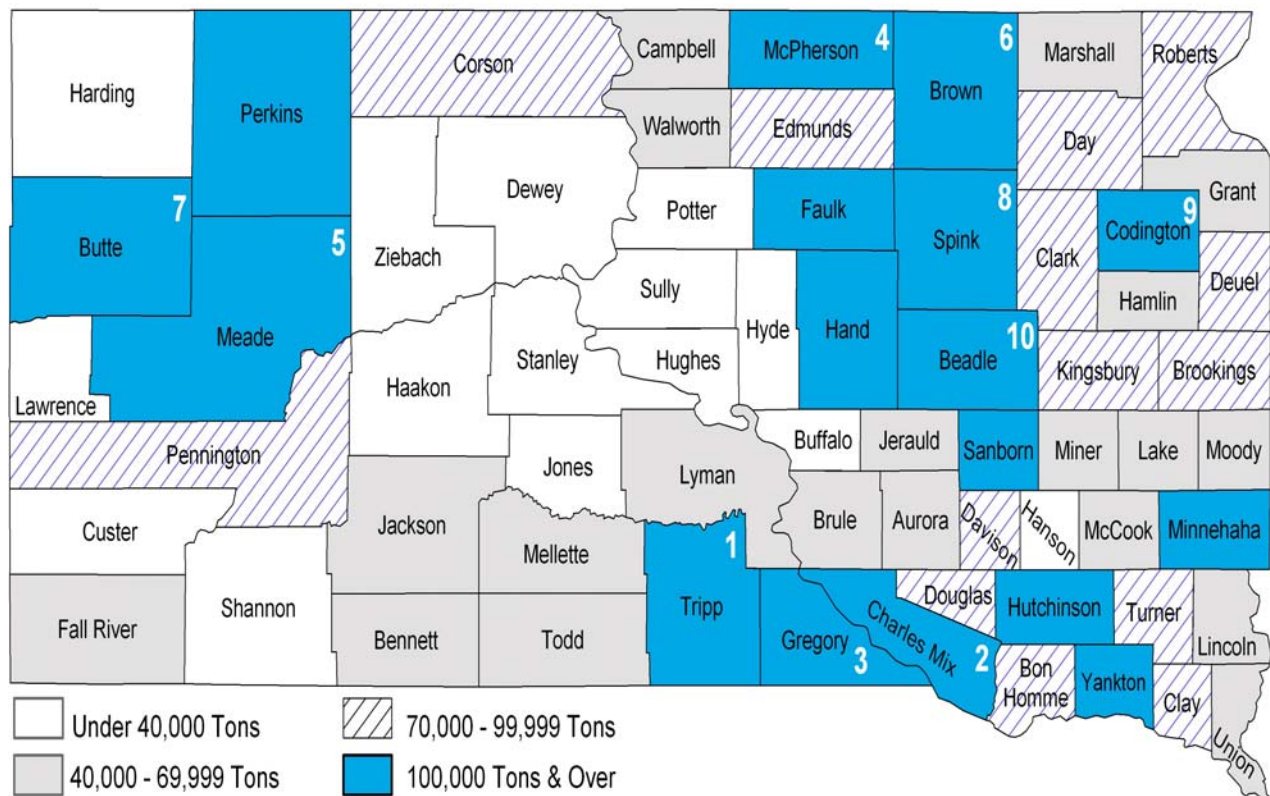 Harding
Perkins
Corson
Campbell
McPherson
4
Brown
6
Marshall
Roberts
Walworth
Edmunds
Day
Butte
7
Meade
5
Ziebach
Dewey
Potter
Faulk
Spink
8
Clark
Codington
9
Grant
Deuel
Hamlin
Sully
Hyde
Hand
Beadle
10
Kingsbury
Brookings
Lawrence
Haakon
Stanley
Hughes
Pennington
Jones
Lyman
Buffalo
Jerauld
Sanborn
Miner
Lake
Moody
Custer
Jackson
Mellette
Brule
Aurora
Davison
Hanson
McCook
Minnehaha
Fall River
Shannon
Bennett
Todd
Tripp
1
Gregory
3
Charles Mix
2
Douglas
Hutchinson
Turner
Lincoln
Bon
Homme
Yankton
Clay
Union
Under 40,000 Tons
70,000 - 99,999 Tons
40,000 - 69,999 Tons
100,000 Tons & Over